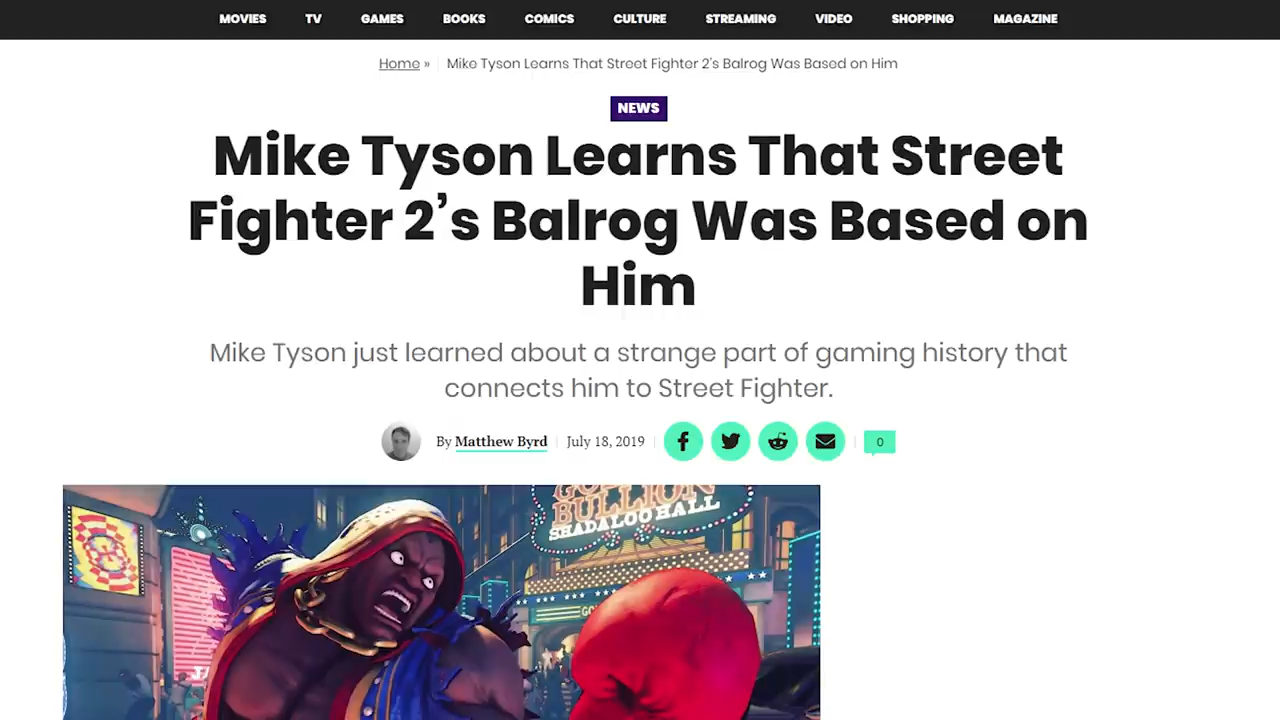 MOVIES TV GAMES BOOKS COMICS CULTURE STREAMING VIDEO SHOPPING MAGAZINE
Home » Mike Tyson Learns That Street Fighter 2's Balrog Was Based on Him
NEWS
Mike Tyson Learns That Street
Fighter 2’s Balrog Was Based on
Him
Mike Tyson just learned about a strange part of gaming history that
connects him to Street Fighter.
By Matthew Byrd July 18, 2019 0
BULLION
SHADALOO HALL